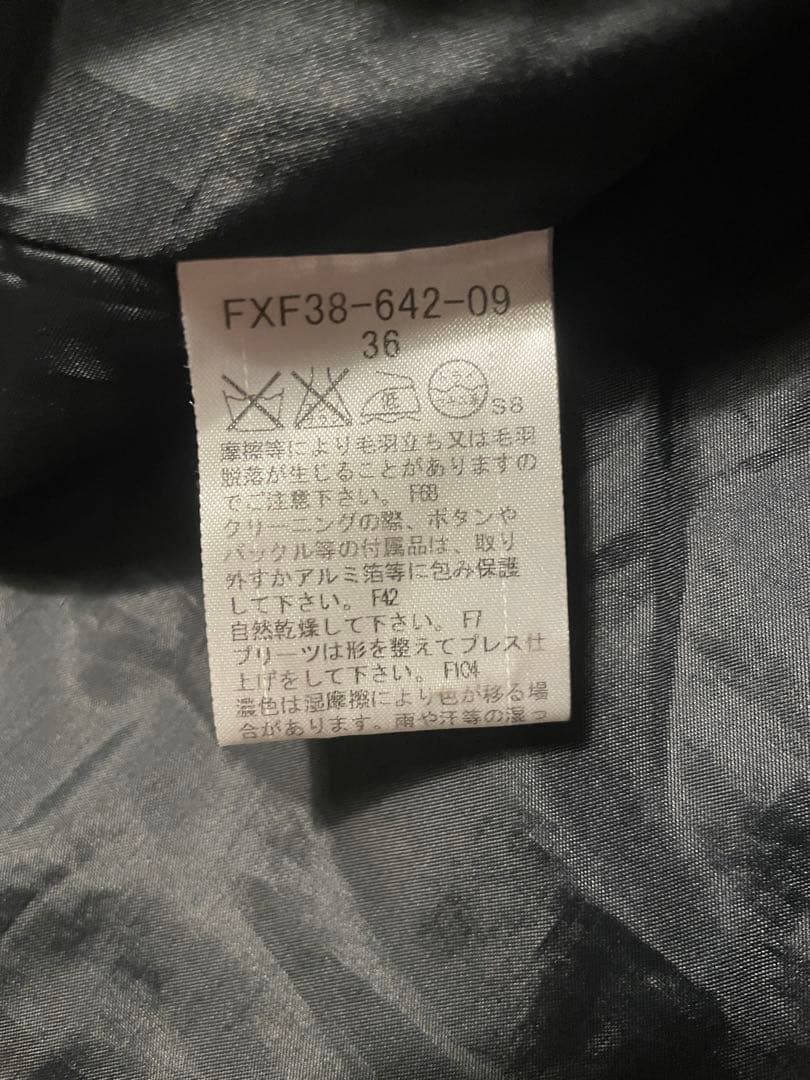 FXF38-642-09
36
低
S8
摩擦等により毛羽立ち又は毛羽
脱落が生じることがありますの
でご注意下さい。 F68
クリーニングの際、ボタンや
バックル等の付属品は、取り
外すかアルミ箔等に包み保護
して下さい。 F42
自然乾燥して下さい。 F7
プリーツは形を整えてプレス仕
上げをして下さい。 F104
濃色は湿摩擦により色が移る場
合があります。雨や汗等の湿っ